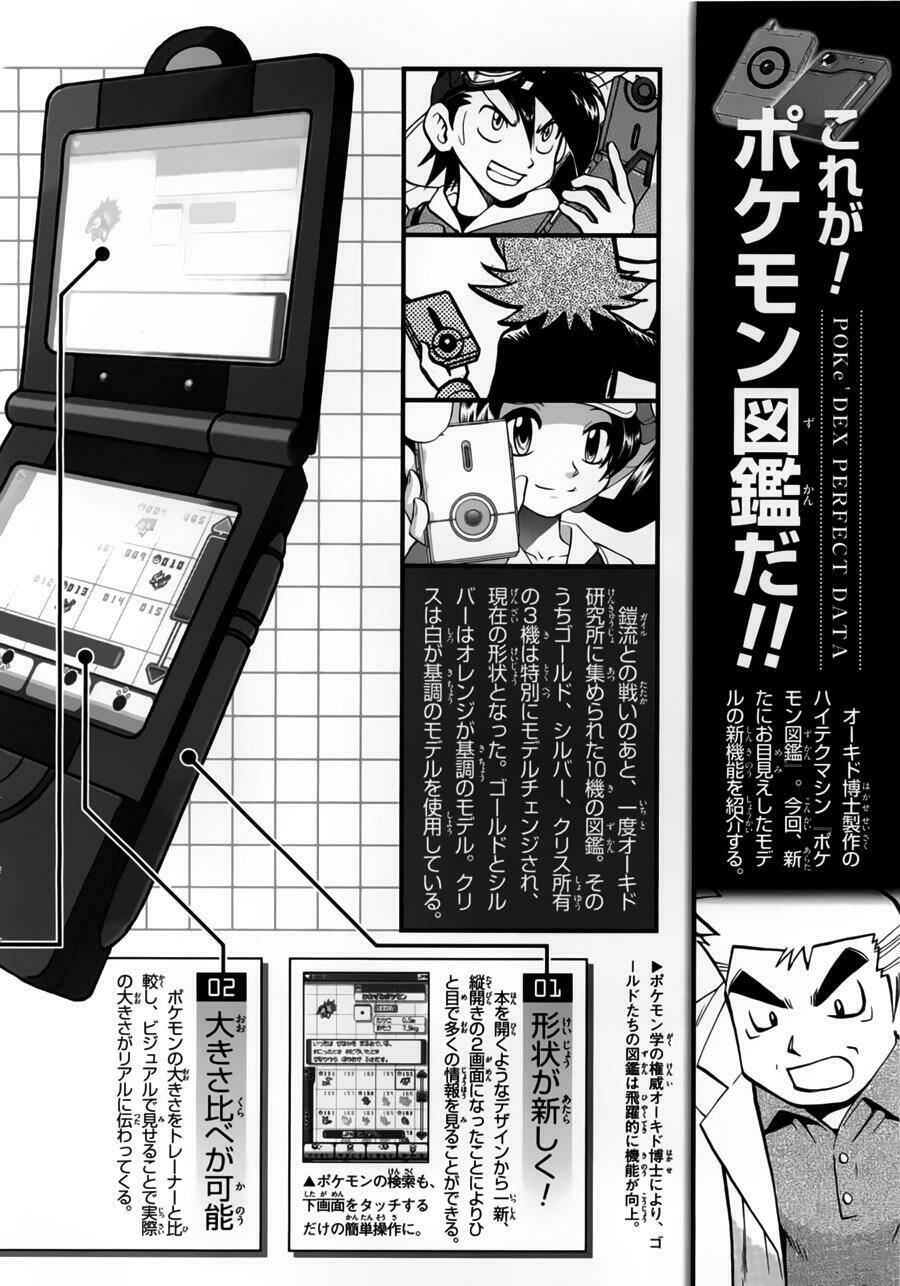 これが！
ポケモン図鑑だ!!
POKe'DEX PERFECT DATA
オーキド博士製作の
ハイテクマシン『ポケ
モン図鑑』。今回、新
たにお目見えしたモデ
ルの新機能を紹介する。
鎧流との戦いのあと、一度オーキド
研究所に集められた10機の図鑑。その
うちゴールド、シルバー、クリス所有
の3機は特別にモデルチェンジされ、
現在の形状となった。ゴールドとシル
バーはオレンジが基調のモデル。クリ
スは白が基調のモデルを使用している。
▶ポケモン学の権威オーキド博士により、ゴ
ールドたちの図鑑は飛躍的に機能が向上。
01 形状が新しく！
本を開くようなデザインから一新、
縦開きの2画面になったことによりひ
と目で多くの情報を見ることができる。
▲ポケモンの検索も、
下画面をタッチする
だけの簡単操作に。
02 大きさ比べが可能
ポケモンの大きさをトレーナーと比
較し、ビジュアルで見せることで実際
の大きさがリアルに伝わってくる。
004 005
009 010
012 013 014 015